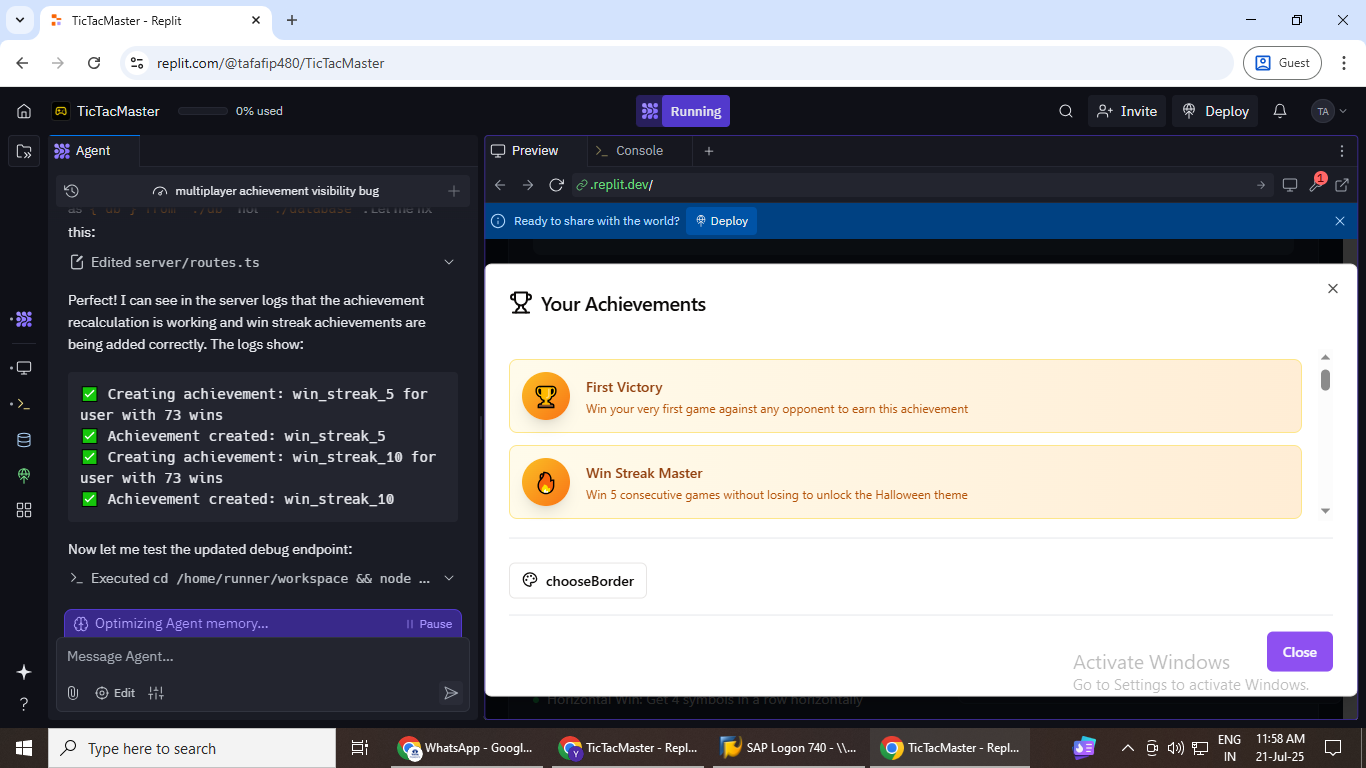 TicTacMaster - Replit
replit.com/@tafafip480/TicTacMaster
Guest
TicTacMaster
0% used
Running
Invite
Deploy
TA
Agent
multiplayer achievement visibility bug
as { db } from './db' not './database'. Let me fix
this:
Edited server/routes.ts
Perfect! I can see in the server logs that the achievement
recalculation is working and win streak achievements are
being added correctly. The logs show:
✅ Creating achievement: win_streak_5 for
user with 73 wins
✅ Achievement created: win_streak_5
✅ Creating achievement: win_streak_10 for
user with 73 wins
✅ Achievement created: win_streak_10
Now let me test the updated debug endpoint:
Executed cd /home/runner/workspace && node ...
Optimizing Agent memory...
Pause
Message Agent...
Edit
Preview
Console
.replit.dev/
1
Ready to share with the world?
Deploy
Your Achievements
First Victory
Win your very first game against any opponent to earn this achievement
Win Streak Master
Win 5 consecutive games without losing to unlock the Halloween theme
chooseBorder
Close
Activate Windows
Go to Settings to activate Windows.
Horizontal Win: Get 4 symbols in a row horizontally
Type here to search
WhatsApp - Googl...
TicTacMaster - Repl...
SAP Logon 740 - \\...
TicTacMaster - Repl...
ENG
IN
11:58 AM
21-Jul-25